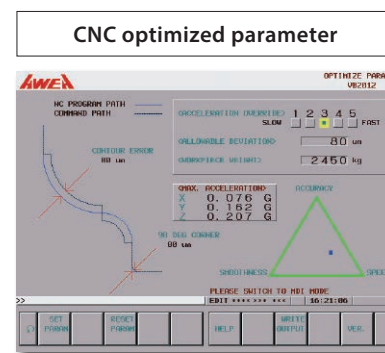 CNC optimized parameter
AWEA
OPTIMIZE PARA
VB2012
NC PROGRAM PATH
COMMAND PATH
<ACCELERATION OVERRIDE> 1 2 3 4 5
SLOW FAST
<ALLOWABLE DEVIATION> 80 um
<WORKPIECE WEIGHT> 2450 kg
CONTOUR ERROR
80 um
<MAX. ACCELERATION>
X 0.076 G
Y 0.162 G
Z 0.207 G
ACCURACY
90 DEG CORNER
80 um
SMOOTHNESS SPEE
PLEASE SWITCH TO MDI MODE
>> EDIT **** *** *** 16:21:06
SET PARAM RESET PARAM HELP WRITE OUTPUT VER.